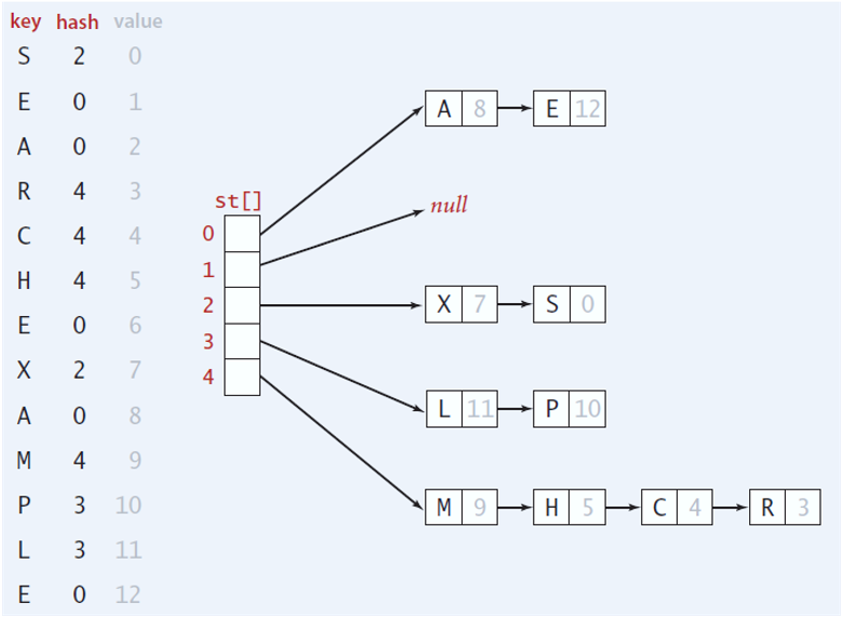 key hash value
S 2 0
E 0 1
A 0 2
R 4 3
C 4 4
H 4 5
E 0 6
X 2 7
A 0 8
M 4 9
P 3 10
L 3 11
E 0 12
st[]
0
1
2
3
4
A 8 E 12
null
X 7 S 0
L 11 P 10
M 9 H 5 C 4 R 3